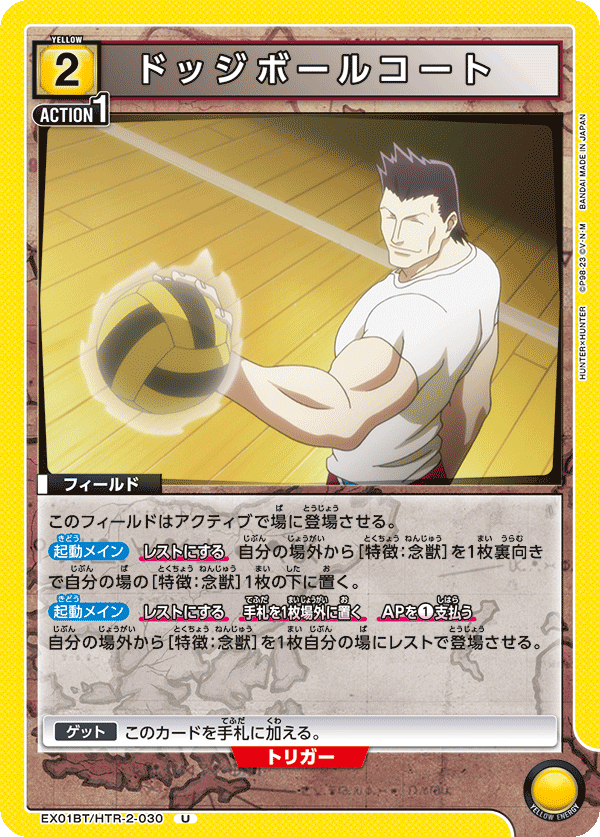 YELLOW
2
ドッジボールコート
ACTION 1
HUNTER×HUNTER ©P98-23 ©V・N・M BANDAI MADE IN JAPAN
フィールド
このフィールドはアクティブで場に登場させる。
起動メイン レストにする 自分の場外から[特徴:念獣]を1枚裏向き
で自分の場の[特徴:念獣]1枚の下に置く。
起動メイン レストにする 手札を1枚場外に置く APを❶支払う
自分の場外から[特徴:念獣]を1枚自分の場にレストで登場させる。
ゲット このカードを手札に加える。
トリガー
EX01BT/HTR-2-030 U
YELLOW ENERGY